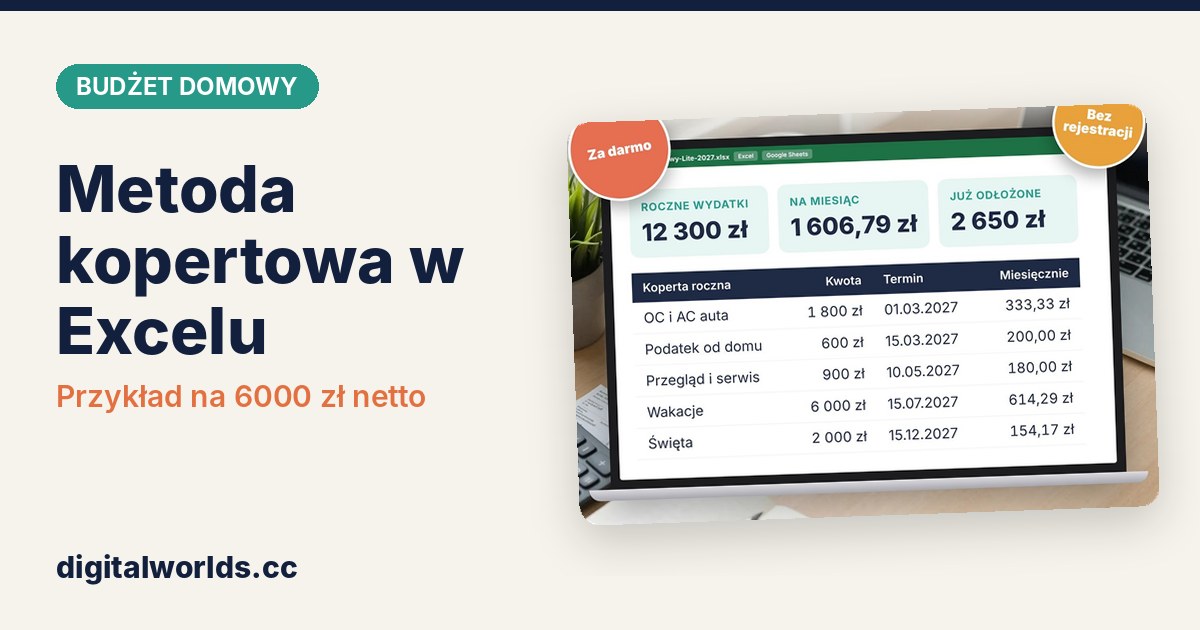 BUDŻET DOMOWY
Metoda
kopertowa w
Excelu
Przykład na 6000 zł netto
digitalworlds.cc
Za darmo
Bez
rejestracji
wy-Lite-2027.xlsx Excel Google Sheets
ROCZNE WYDATKI NA MIESIĄC JUŻ ODŁOŻONE
12 300 zł 1 606,79 zł 2 650 zł
Koperta roczna Kwota Termin Miesięcznie
OC i AC auta 1 800 zł 01.03.2027 333,33 zł
Podatek od domu 600 zł 15.03.2027 200,00 zł
Przegląd i serwis 900 zł 10.05.2027 180,00 zł
Wakacje 6 000 zł 15.07.2027 614,29 zł
Święta 2 000 zł 15.12.2027 154,17 zł